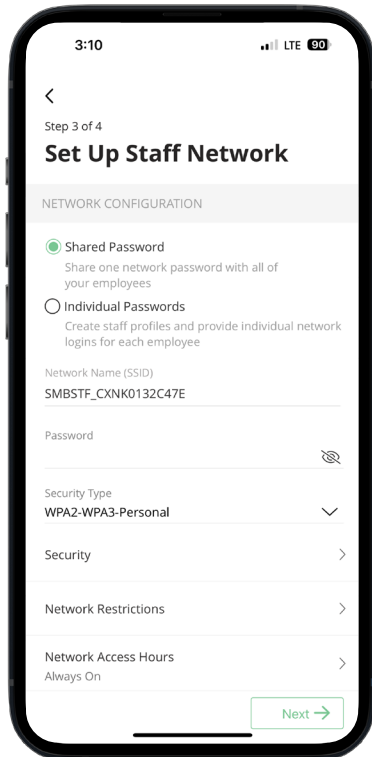 3:10
LTE 90
Step 3 of 4
Set Up Staff Network
NETWORK CONFIGURATION
Shared Password
Share one network password with all of
your employees
Individual Passwords
Create staff profiles and provide individual network
logins for each employee
Network Name (SSID)
SMBSTF_CXNK0132C47E
Password
Security Type
WPA2-WPA3-Personal
Security
Network Restrictions
Network Access Hours
Always On
Next